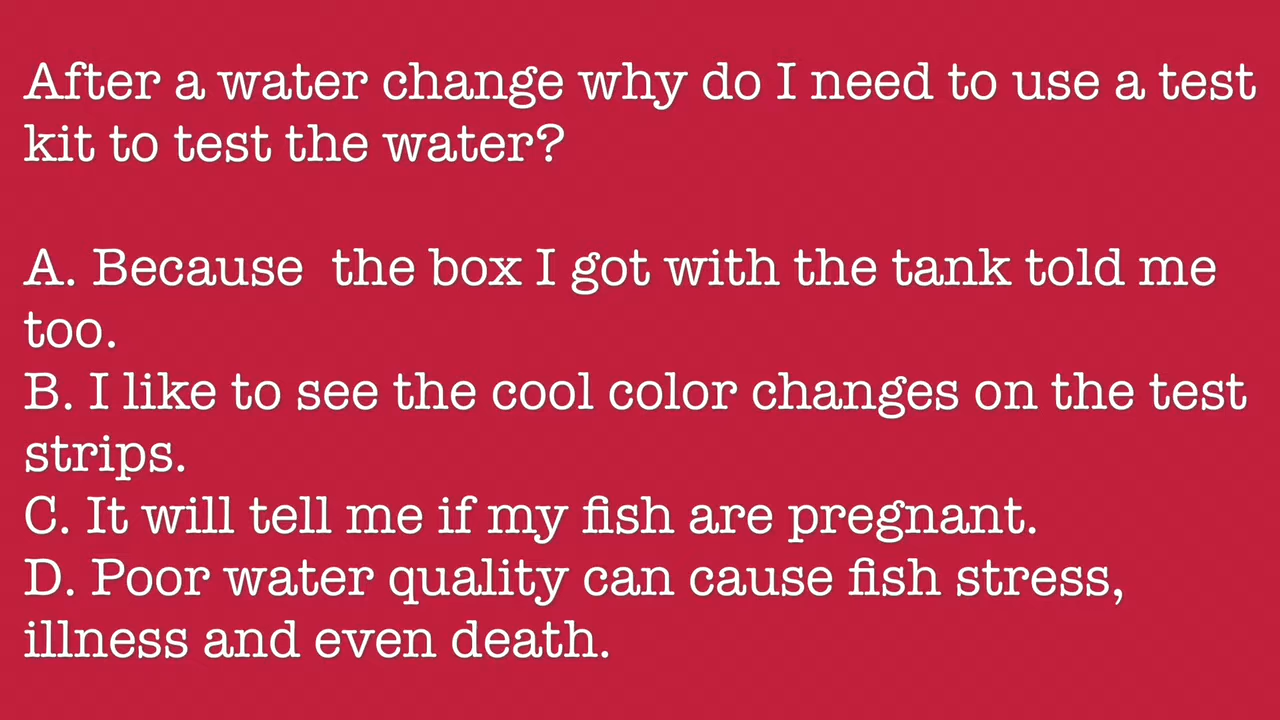 After a water change why do I need to use a test
kit to test the water?
A. Because  the box I got with the tank told me
too.
B. I like to see the cool color changes on the test
strips.
C. It will tell me if my fish are pregnant.
D. Poor water quality can cause fish stress,
illness and even death.